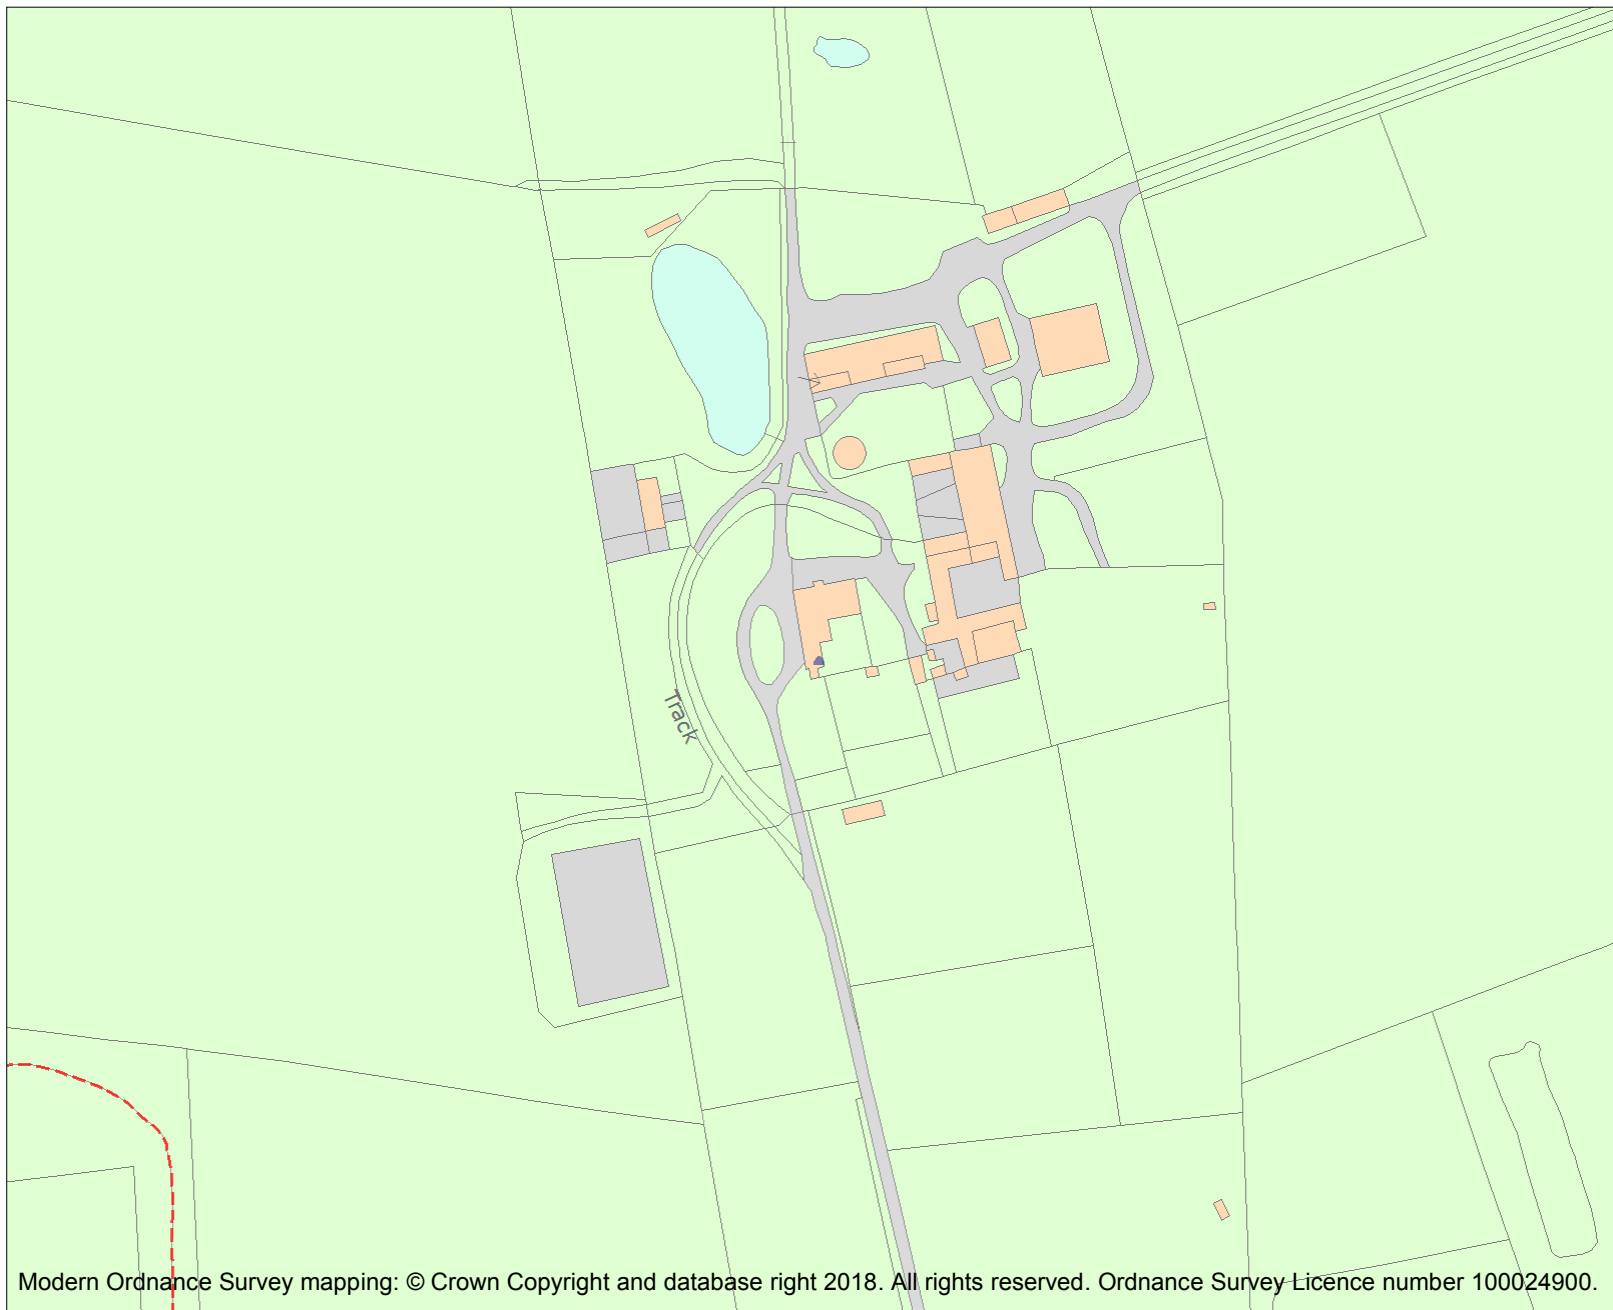 Track
Modern Ordnance Survey mapping: © Crown Copyright and database right 2018. All rights reserved. Ordnance Survey Licence number 100024900.